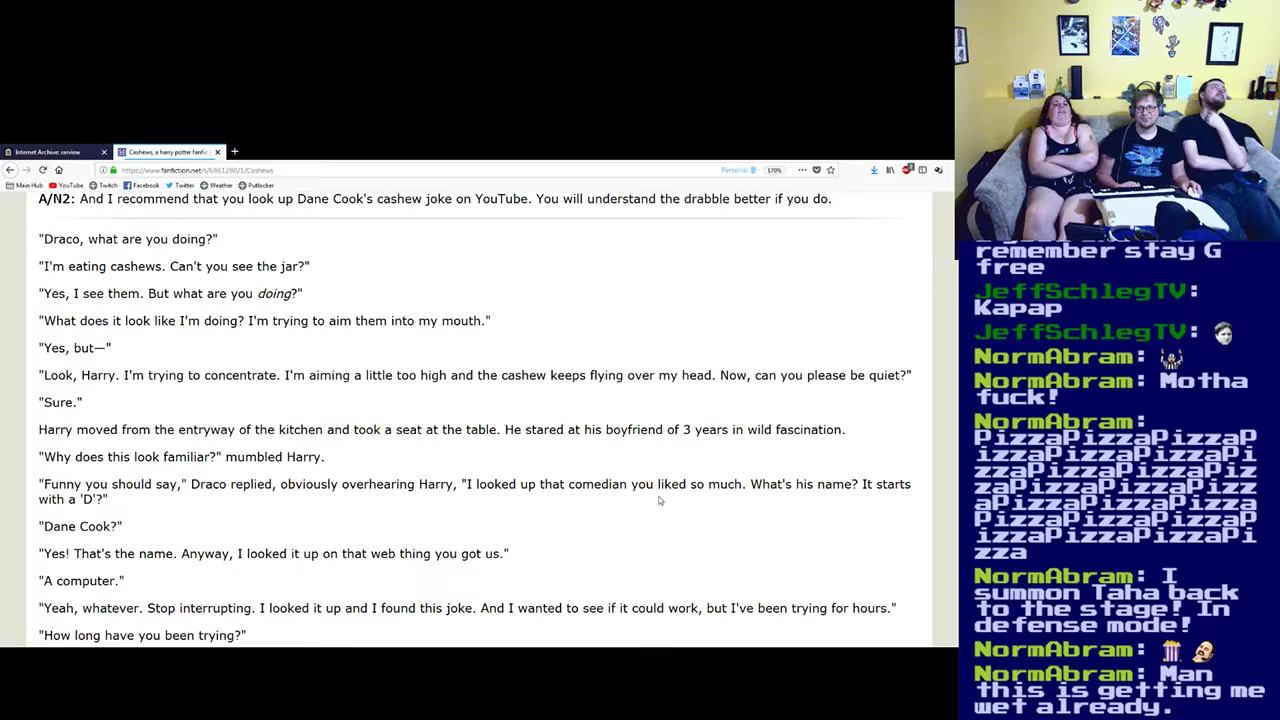 Internet Archive: xarview
Cashews, a harry potter fanfic
https://www.fanfiction.net/s/6861280/1/Cashews
Personal
170%
Main Hub
YouTube
Twitch
Facebook
Twitter
Weather
Putlocker
A/N2: And I recommend that you look up Dane Cook's cashew joke on YouTube. You will understand the drabble better if you do.
"Draco, what are you doing?"
"I'm eating cashews. Can't you see the jar?"
"Yes, I see them. But what are you doing?"
"What does it look like I'm doing? I'm trying to aim them into my mouth."
"Yes, but—"
"Look, Harry. I'm trying to concentrate. I'm aiming a little too high and the cashew keeps flying over my head. Now, can you please be quiet?"
"Sure."
Harry moved from the entryway of the kitchen and took a seat at the table. He stared at his boyfriend of 3 years in wild fascination.
"Why does this look familiar?" mumbled Harry.
"Funny you should say," Draco replied, obviously overhearing Harry, "I looked up that comedian you liked so much. What's his name? It starts
with a 'D'?"
"Dane Cook?"
"Yes! That's the name. Anyway, I looked it up on that web thing you got us."
"A computer."
"Yeah, whatever. Stop interrupting. I looked it up and I found this joke. And I wanted to see if it could work, but I've been trying for hours."
"How long have you been trying?"
remember stay G
free
JeffSchlegTV:
Kapap
JeffSchlegTV:
NormAbram:
NormAbram: Motha
fuck!
NormAbram:
PizzaPizzaPizzaP
izzaPizzaPizzaPi
zzaPizzaPizzaPiz
zaPizzaPizzaPizz
aPizzaPizzaPizza
PizzaPizzaPizzaP
izzaPizzaPizzaPi
zza
NormAbram: I
summon Taha back
to the stage! In
defense mode!
NormAbram:
NormAbram: Man
this is getting me
wet already.